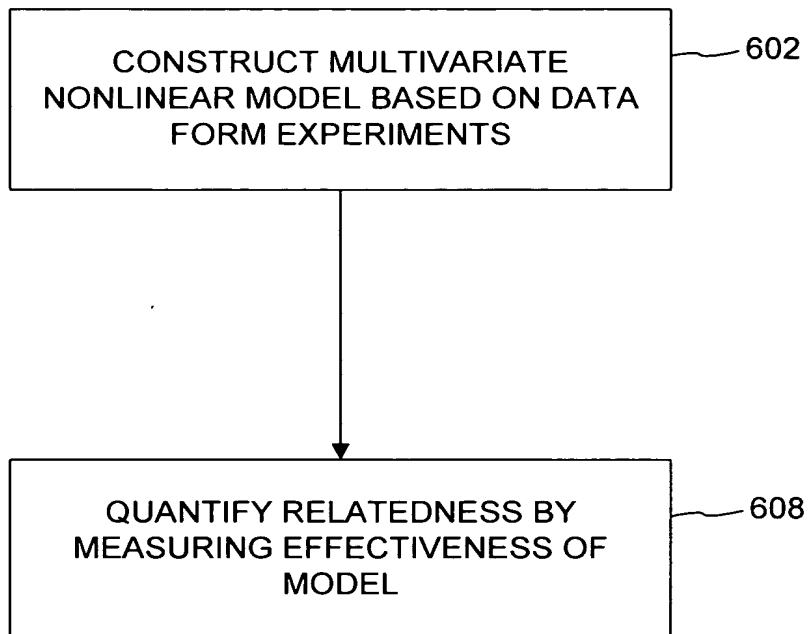 CONSTRUCT MULTIVARIATE
NONLINEAR MODEL BASED ON DATA
FORM EXPERIMENTS
602
QUANTIFY RELATEDNESS BY
MEASURING EFFECTIVENESS OF
MODEL
608